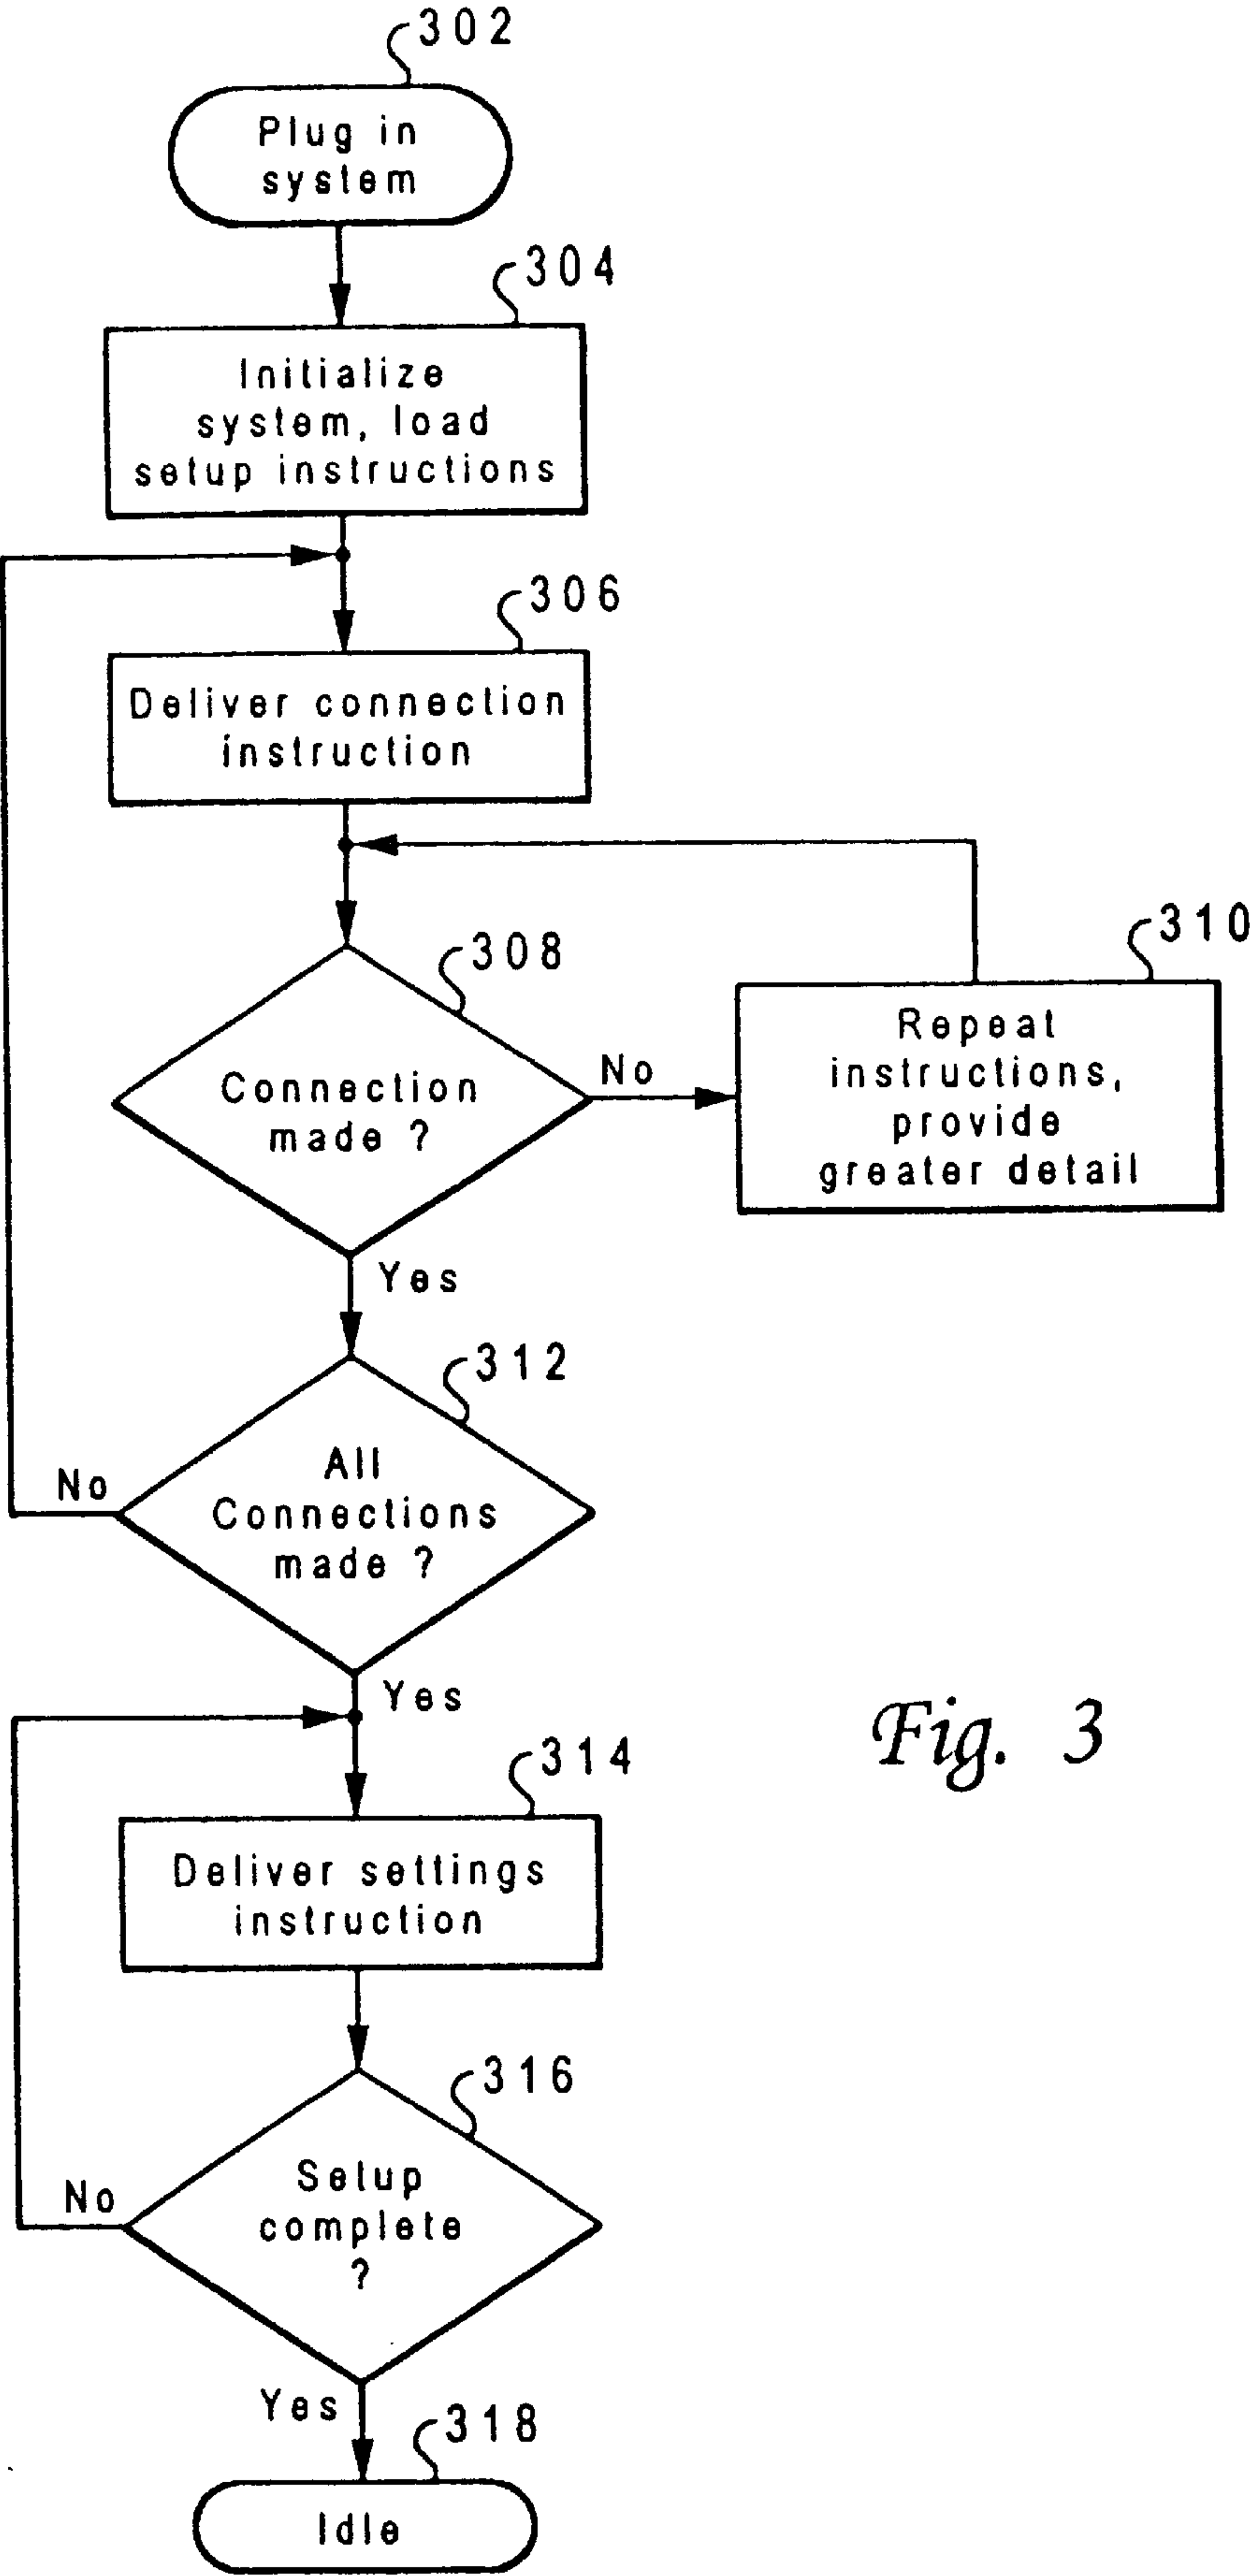 302
Plug in
system
304
Initialize
system, load
setup instructions
306
Deliver connection
instruction
308
Connection
made ?
No
310
Repeat
instructions,
provide
greater detail
Yes
312
All
Connections
made ?
No
Yes
Fig. 3
314
Deliver settings
instruction
316
Setup
complete
?
No
Yes
318
Idle